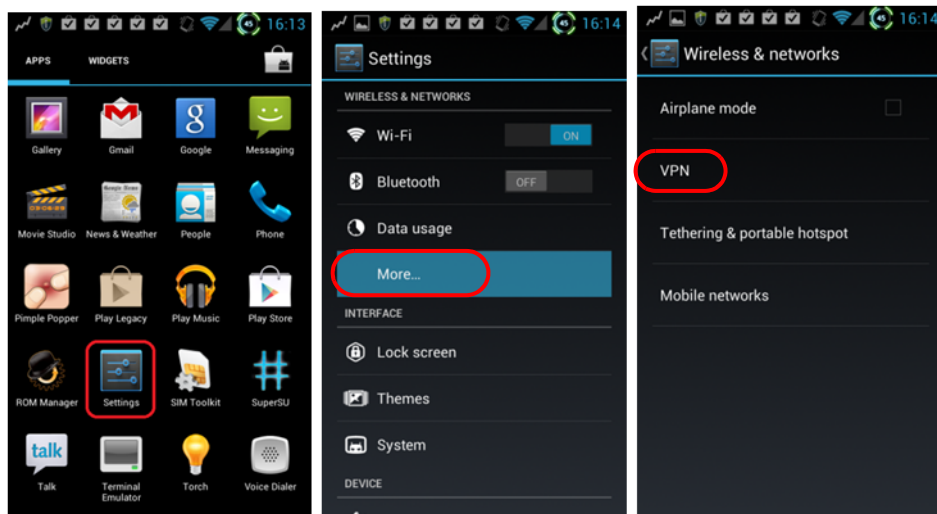 45 16:13
APPS WIDGETS
Gallery Gmail Google Messaging
Movie Studio News & Weather People Phone
Pimple Popper Play Legacy Play Music Play Store
ROM Manager Settings SIM Toolkit SuperSU
talk
Talk Terminal Emulator Torch Voice Dialer
45 16:14
Settings
WIRELESS & NETWORKS
Wi-Fi ON
Bluetooth OFF
Data usage
More...
INTERFACE
Lock screen
Themes
System
DEVICE
45 16:14
Wireless & networks
Airplane mode
VPN
Tethering & portable hotspot
Mobile networks